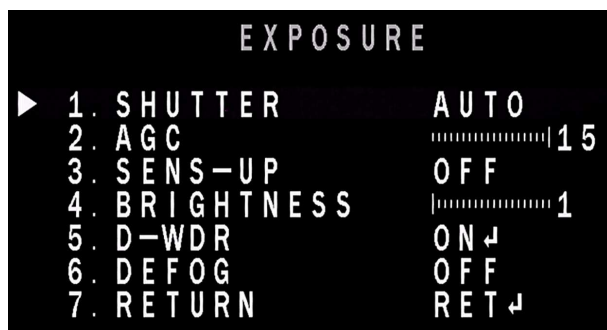 EXPOSURE
1. SHUTTER AUTO
2. AGC 15
3. SENS-UP OFF
4. BRIGHTNESS 1
5. D-WDR ON↵
6. DEFOG OFF
7. RETURN RET↵